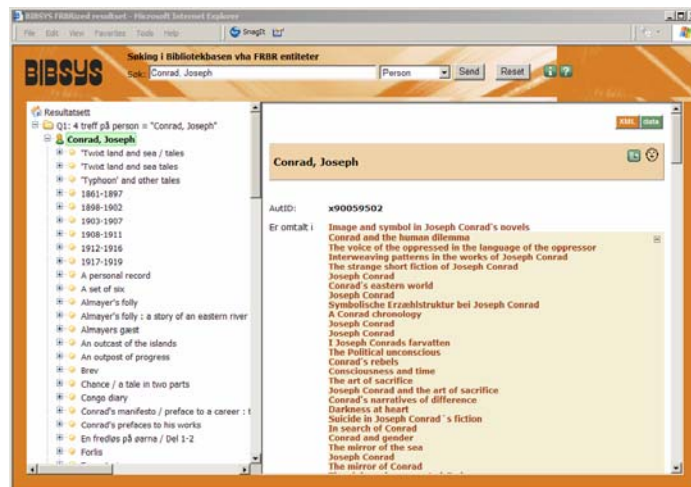 BIBSYS FRBRized resultset - Microsoft Internet Explorer
File Edit View Favorites Tools Help SnagIt
BIBSYS
Søking i Bibliotekbasen vha FRBR entiteter
Søk: Conrad, Joseph Person Send Reset i ?
Resultatsett
Q1: 4 treff på person = "Conrad, Joseph"
Conrad, Joseph
'Twixt land and sea / tales
'Twixt land and sea tales
'Typhoon' and other tales
1861-1897
1898-1902
1903-1907
1908-1911
1912-1916
1917-1919
A personal record
A set of six
Almayer's folly
Almayer's folly : a story of an eastern river
Almayers gæst
An outcast of the islands
An outpost of progress
Brev
Chance / a tale in two parts
Congo diary
Conrad's manifesto / preface to a career : t
Conrad's prefaces to his works
En fredløs på øerna / Del 1-2
Forlis
XML data
Conrad, Joseph
AutID: x90059502
Er omtalt i Image and symbol in Joseph Conrad's novels
Conrad and the human dilemma
The voice of the oppressed in the language of the oppressor
Interweaving patterns in the works of Joseph Conrad
The strange short fiction of Joseph Conrad
Joseph Conrad
Conrad's eastern world
Joseph Conrad
Symbolische Erzæhlstruktur bei Joseph Conrad
A Conrad chronology
Joseph Conrad
Joseph Conrad
I Joseph Conrads farvatten
The Political unconscious
Conrad's rebels
Consciousness and time
The art of sacrifice
Joseph Conrad and the art of sacrifice
Conrad's narratives of difference
Darkness at heart
Suicide in Joseph Conrad`s fiction
In search of Conrad
Conrad and gender
The mirror of the sea
Joseph Conrad
The mirror of Conrad